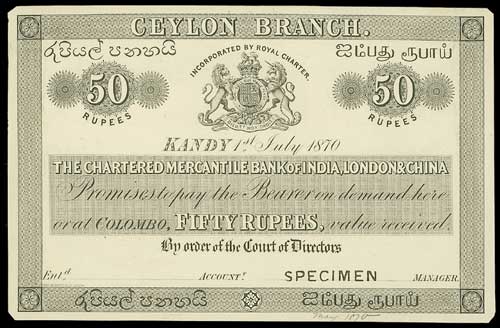 CEYLON BRANCH.
රුපියල් පනහයි
ஐம்பது ரூபாய்
INCORPORATED BY ROYAL CHARTER.
50 50
RUPEES RUPEES
KANDY 1st July 1870
THE CHARTERED MERCANTILE BANK OF INDIA, LONDON & CHINA
Promises to pay the Bearer on demand here
or at COLOMBO, FIFTY RUPEES, value received.
By order of the Court of Directors
Entd ACCOUNTt SPECIMEN MANAGER.
රුපියල් පනහයි
ஐம்பது ரூபாய்
May 1870